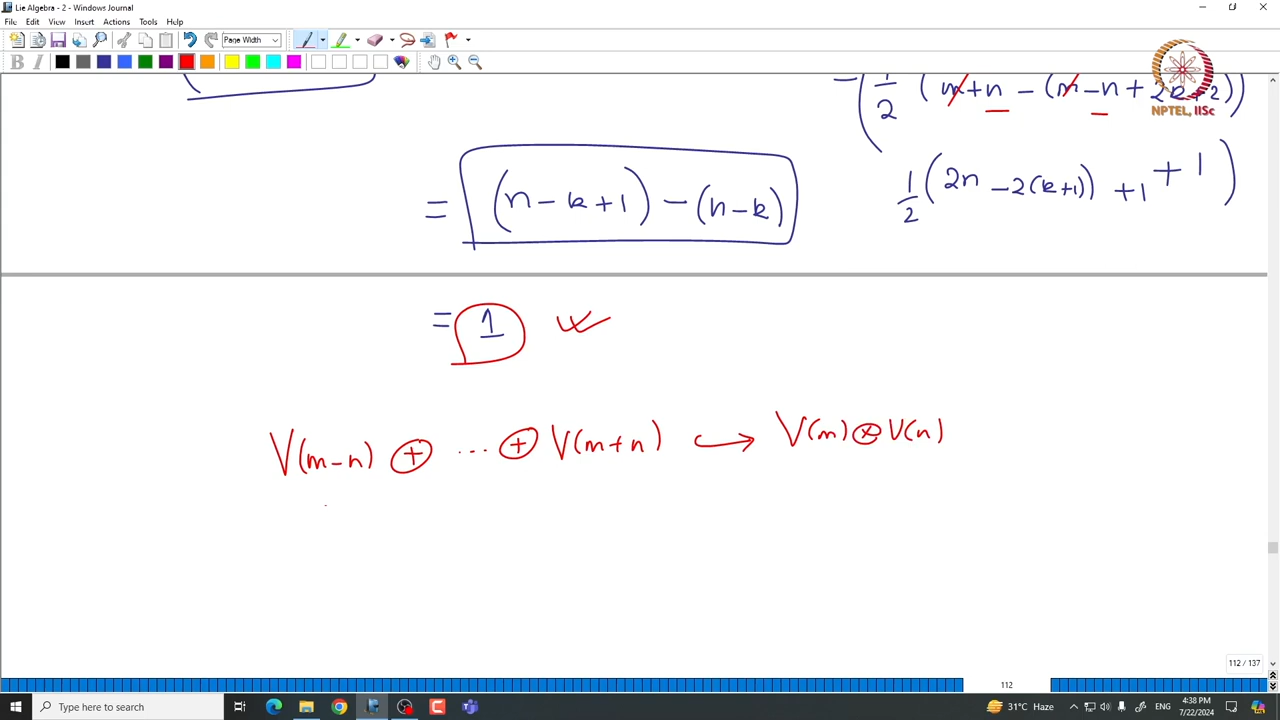 Lie Algebra - 2 - Windows Journal
File Edit View Insert Actions Tools Help
Page Width
B I
= ( 1/2 ( m+n - (m-n + 2k+2) )
NPTEL, IISc
= (n-k+1) - (n-k)
1/2 ( 2n - 2(k+1) ) + 1 + 1 )
= 1
V(m-n) ⊕ ... ⊕ V(m+n) ↪ V(m) ⊗ V(n)
112 / 137
112
Type here to search
31°C Haze
ENG
4:38 PM
7/22/2024